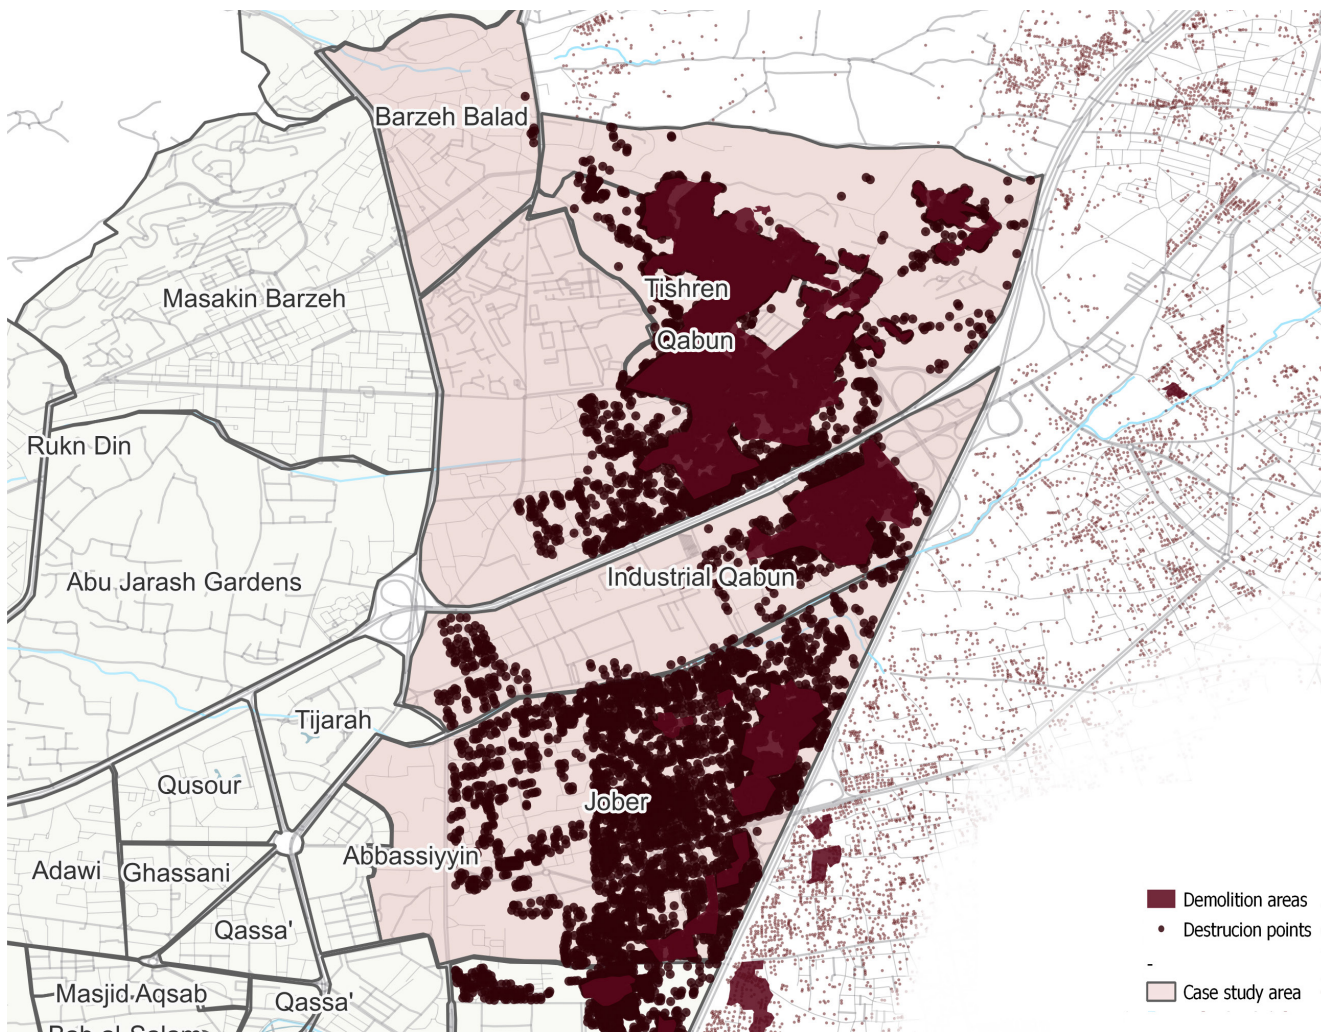 Barzeh Balad
Masakin Barzeh
Tishren
Qabun
Rukn Din
Abu Jarash Gardens
Industrial Qabun
Tijarah
Qusour
Jober
Abbassiyyin
Adawi
Ghassani
Qassa'
Masjid Aqsab
Qassa'
Demolition areas
Destrucion points
-
Case study area